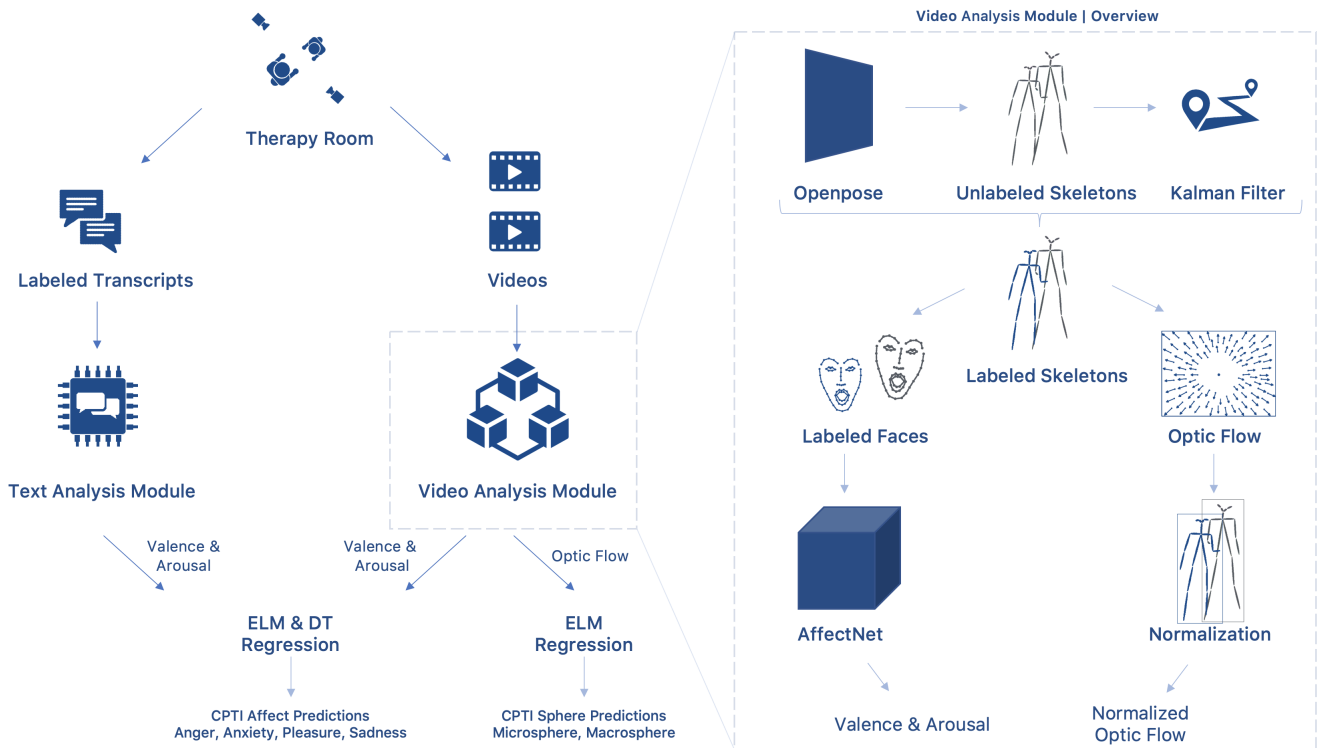 Video Analysis Module | Overview
Therapy Room
Openpose
Unlabeled Skeletons
Kalman Filter
Labeled Transcripts
Videos
Labeled Skeletons
Labeled Faces
Optic Flow
Text Analysis Module
Video Analysis Module
Valence &
Arousal
Valence &
Arousal
Optic Flow
ELM & DT
Regression
ELM
Regression
AffectNet
Normalization
CPTI Affect Predictions
Anger, Anxiety, Pleasure, Sadness
CPTI Sphere Predictions
Microsphere, Macrosphere
Valence & Arousal
Normalized
Optic Flow